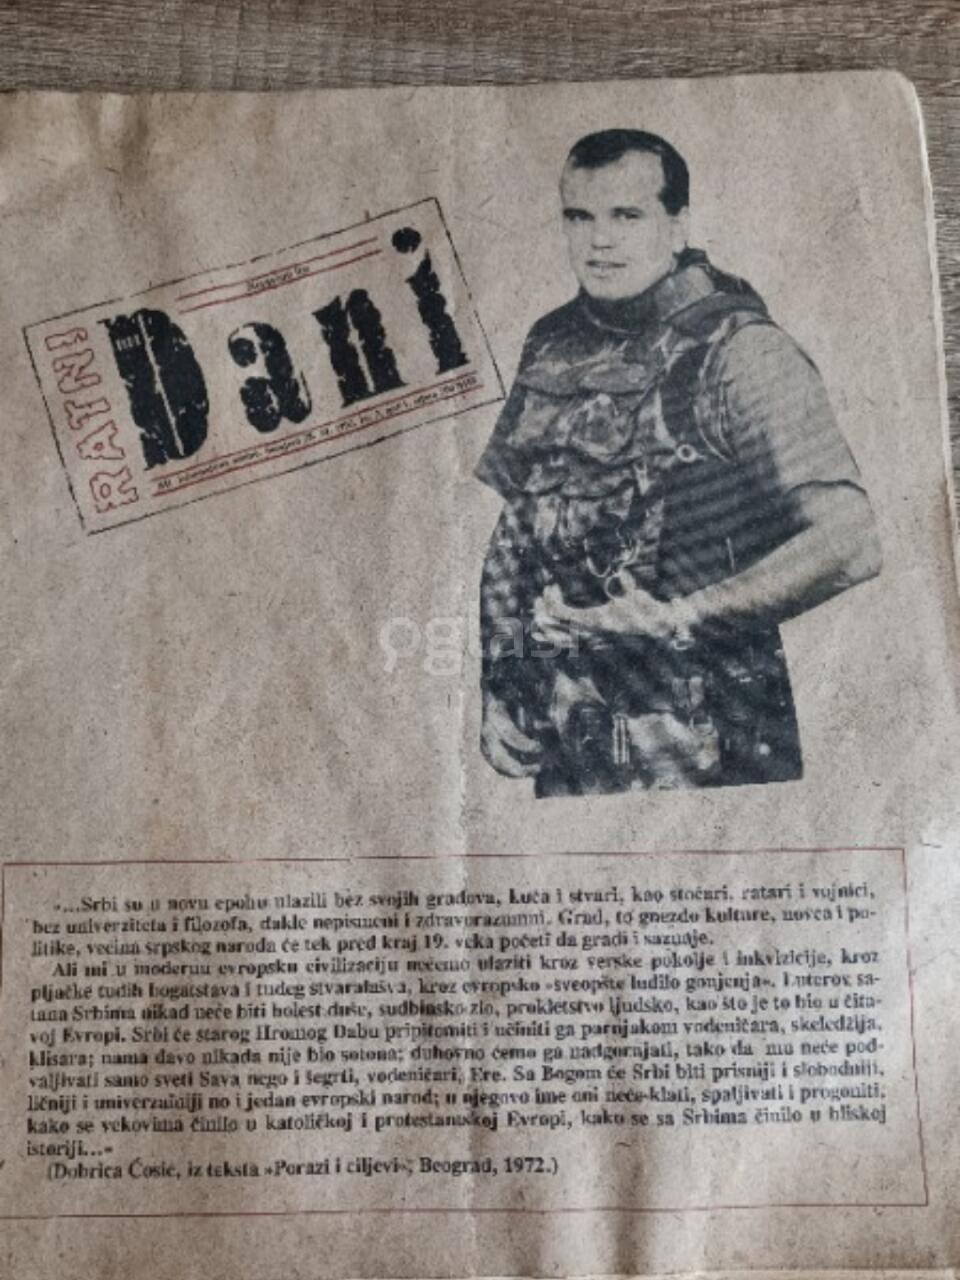 RATNI
Dani
oglasi
»...Srbi su u novu epohu ulazili bez svojih gradova, kuća i stvari, kao stočari, ratari i vojnici,
bez univerziteta i filozofa, dakle nepismeni i zdravorazumni. Grad, to gnezdo kulture, novca i po-
litike, većina srpskog naroda će tek pred kraj 19. veka početi da gradi i saznaje.
Ali mi u modernu evropsku civilizaciju nećemo ulaziti kroz verske pokolje i inkvizicije, kroz
pljačke tuđih bogatstava i tuđeg stvaralašva, kroz evropsko »sveopšte ludilo gonjenja«. Luterov sa-
tana Srbima nikad neće biti bolest duše, sudbinsko zlo, prokletstvo ljudsko, kao što je to bio u čita-
voj Evropi. Srbi će starog Hromog Dabu pripitomiti i učiniti ga parnjakom vodeničara, skeledžija,
klisara; nama đavo nikada nije bio sotona; duhovno ćemo ga nadgornjati, tako da mu neće pod-
valjivati samo sveti Sava nego i šegrti, vodeničari, Ere. Sa Bogom će Srbi biti prisniji i slobodniji,
ličniji i univerzalniji no i jedan evropski narod; u njegovo ime oni neće klati, spaljivati i progoniti,
kako se vekovima činilo u katoličkoj i protestantskoj Evropi, kako se sa Srbima činilo u bliskoj
istoriji...«
(Dobrica Ćosić, iz teksta »Porazi i ciljevi«; Beograd, 1972.)